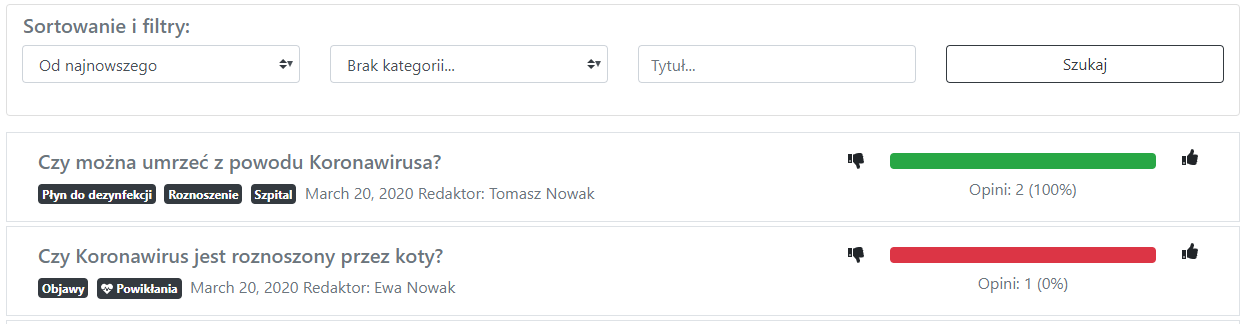 Sortowanie i filtry:
Od najnowszego Brak kategorii... Tytuł... Szukaj
Czy można umrzeć z powodu Koronawirusa?
Płyn do dezynfekcji Roznoszenie Szpital March 20, 2020 Redaktor: Tomasz Nowak
Opini: 2 (100%)
Czy Koronawirus jest roznoszony przez koty?
Objawy Powikłania March 20, 2020 Redaktor: Ewa Nowak
Opini: 1 (0%)